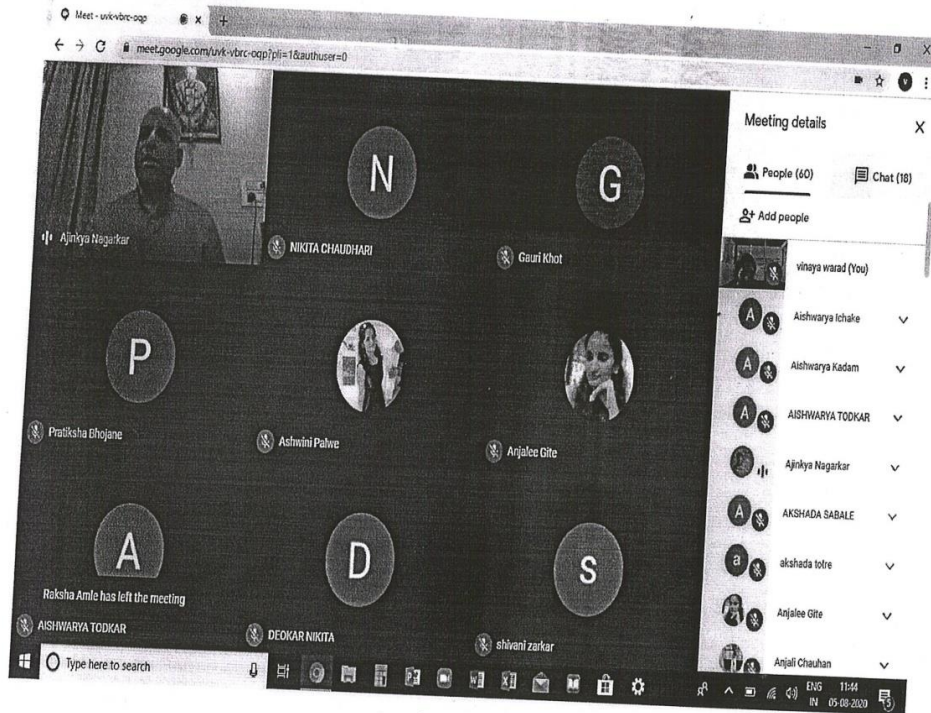 Meet - uvk-vbrc-oqp
meet.google.com/uvk-vbrc-oqp?pli=1&authuser=0
V
Ajinkya Nagarkar
N
NIKITA CHAUDHARI
G
Gauri Khot
P
Pratiksha Bhojane
Ashwini Palwe
Anjalee Gite
A
Raksha Amle has left the meeting
AISHWARYA TODKAR
D
DEOKAR NIKITA
S
shivani zarkar
Meeting details
People (60)
Chat (18)
Add people
vinaya warad (You)
A
Aishwarya Ichake
A
Aishwarya Kadam
A
AISHWARYA TODKAR
Ajinkya Nagarkar
A
AKSHADA SABALE
a
akshada totre
Anjalee Gite
Anjali Chauhan
Type here to search
ENG
IN
11:44
05-08-2020
5